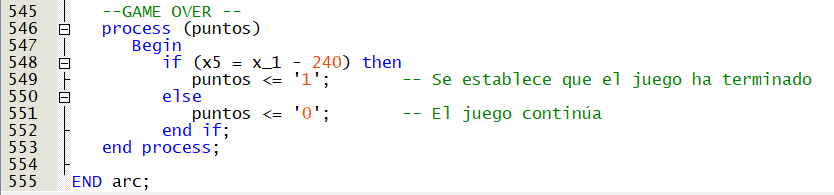 545 --GAME OVER --
546 process (puntos)
547 Begin
548 if (x5 = x_1 - 240) then
549 puntos <= '1'; -- Se establece que el juego ha terminado
550 else
551 puntos <= '0'; -- El juego continúa
552 end if;
553 end process;
554
555 END arc;